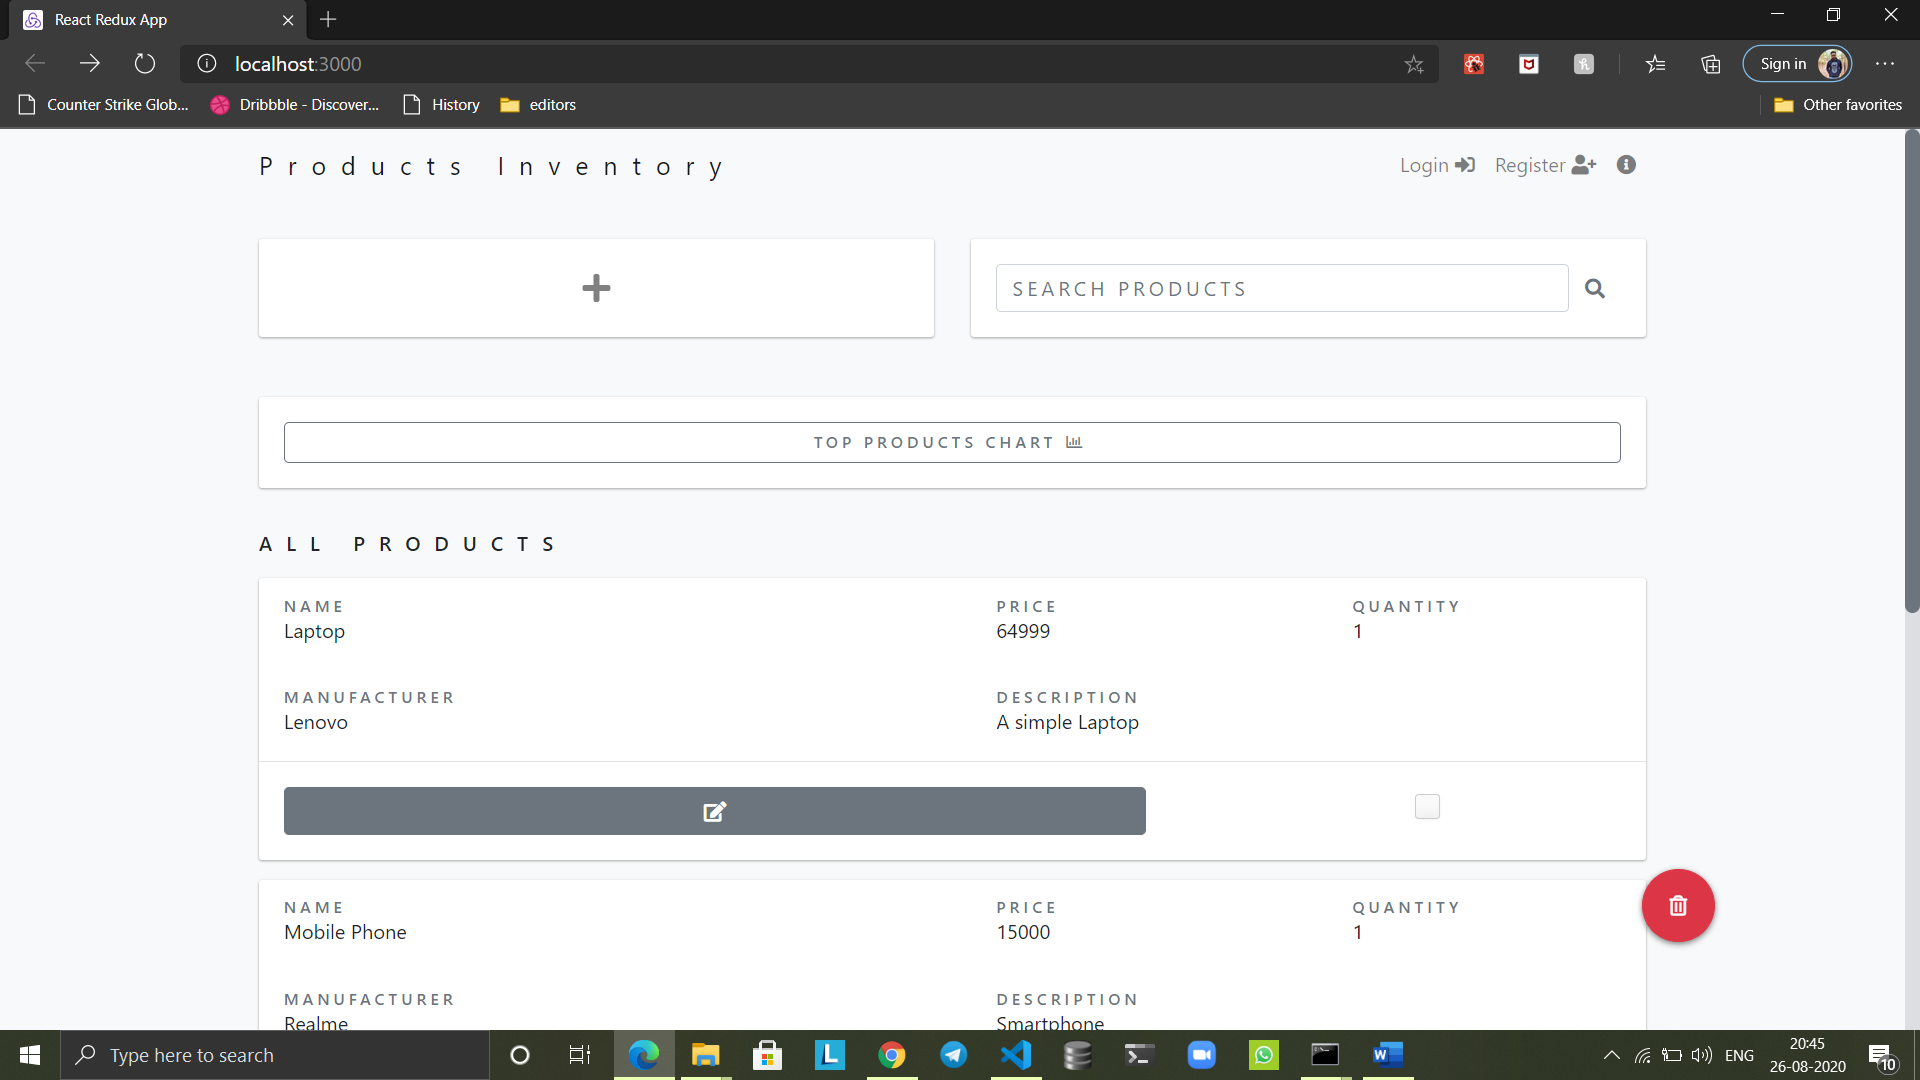 React Redux App
localhost:3000
Sign in
Counter Strike Glob...
Dribbble - Discover...
History
editors
Other favorites
Products Inventory
Login
Register
SEARCH PRODUCTS
TOP PRODUCTS CHART
ALL PRODUCTS
NAME PRICE QUANTITY
Laptop 64999 1
MANUFACTURER DESCRIPTION
Lenovo A simple Laptop
NAME PRICE QUANTITY
Mobile Phone 15000 1
MANUFACTURER DESCRIPTION
Realme Smartphone
Type here to search
L
W
ENG
20:45
26-08-2020
10